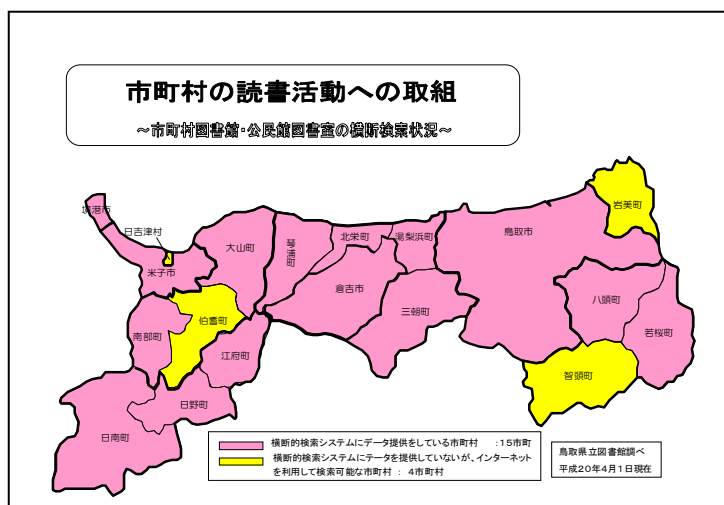 市町村の読書活動への取組
～市町村図書館・公民館図書室の横断検索状況～
境港市
日吉津村
米子市
大山町
琴浦町
北栄町
湯梨浜町
鳥取市
岩美町
倉吉市
三朝町
八頭町
若桜町
南部町
伯耆町
江府町
智頭町
日野町
日南町
横断的検索システムにデータ提供をしている市町村　：15市町
横断的検索システムにデータを提供していないが、インターネット
を利用して検索可能な市町村　：　4市町村
鳥取県立図書館調べ
平成20年4月1日現在